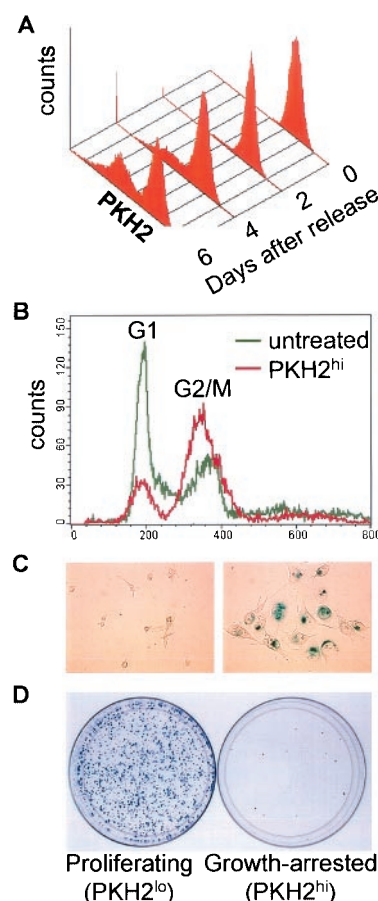 A
counts
PKH2
6 4 2 0
Days after release
B
150
120
90
60
30
0
counts
G1
G2/M
untreated
PKH2hi
0 200 400 600 800
C
D
Proliferating Growth-arrested
(PKH2lo) (PKH2hi)